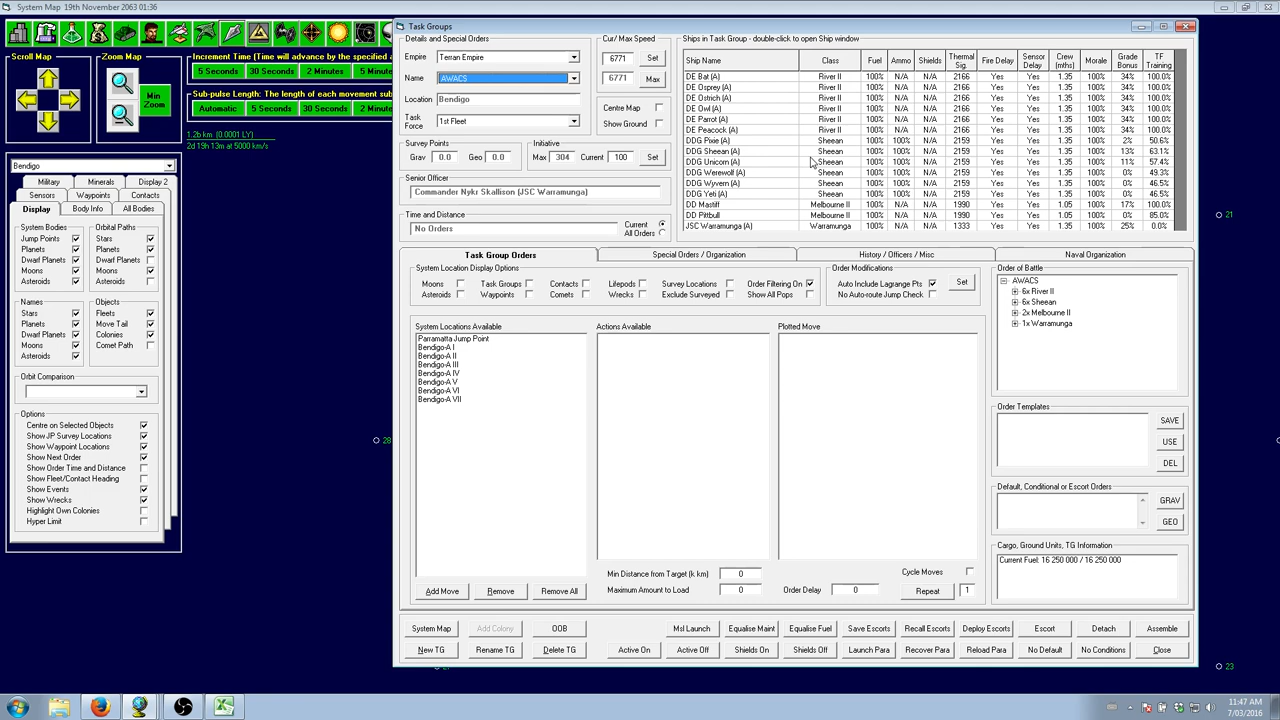 System Map 19th November 2063 01:36
Scroll Map
Zoom Map
Min
Zoom
Increment Time (Time will advance by the specified a
5 Seconds 30 Seconds 2 Minutes 5 Minutes
Sub-pulse Length: The length of each movement sub
Automatic 5 Seconds 30 Seconds 2 Minutes
1.2b km (0.0001 LY)
2d 19h 13m at 5000 km/s
Bendigo
Military Minerals Display 2
Sensors Waypoints Contacts
Display Body Info All Bodies
System Bodies
Jump Points
Planets
Dwarf Planets
Moons
Asteroids
Orbital Paths
Stars
Planets
Dwarf Planets
Moons
Asteroids
Names
Stars
Planets
Dwarf Planets
Moons
Asteroids
Objects
Fleets
Move Tail
Colonies
Comet Path
Orbit Comparison
Options
Centre on Selected Objects
Show JP Survey Locations
Show Waypoint Locations
Show Next Order
Show Order Time and Distance
Show Fleet/Contact Heading
Show Events
Show Wrecks
Highlight Own Colonies
Hyper Limit
28
21
23
Task Groups
Details and Special Orders
Empire Terran Empire
Name AWACS
Location Bendigo
Task
Force 1st Fleet
Cur/ Max Speed
6771 Set
6771 Max
Centre Map
Show Ground
Survey Points
Grav 0.0 Geo 0.0
Initiative
Max 304 Current 100 Set
Senior Officer
Commander Nykr Skallison (JSC Warramunga)
Time and Distance
No Orders
Current
All Orders
Ships in Task Group - double-click to open Ship window
Ship Name Class Fuel Ammo Shields Thermal Sig. Fire Delay Sensor Delay Crew (mths) Morale Grade Bonus TF Training
DE Bat (A) River II 100% N/A N/A 2166 Yes Yes 1.35 100% 34% 100.0%
DE Osprey (A) River II 100% N/A N/A 2166 Yes Yes 1.35 100% 34% 100.0%
DE Ostrich (A) River II 100% N/A N/A 2166 Yes Yes 1.35 100% 34% 100.0%
DE Owl (A) River II 100% N/A N/A 2166 Yes Yes 1.35 100% 34% 100.0%
DE Parrot (A) River II 100% N/A N/A 2166 Yes Yes 1.35 100% 34% 100.0%
DE Peacock (A) River II 100% N/A N/A 2166 Yes Yes 1.35 100% 34% 100.0%
DDG Pixie (A) Sheean 100% 100% N/A 2159 Yes Yes 1.35 100% 2% 50.6%
DDG Sheean (A) Sheean 100% 100% N/A 2159 Yes Yes 1.35 100% 13% 63.1%
DDG Unicorn (A) Sheean 100% 100% N/A 2159 Yes Yes 1.35 100% 11% 57.4%
DDG Werewolf (A) Sheean 100% 100% N/A 2159 Yes Yes 1.35 100% 0% 49.3%
DDG Wyvern (A) Sheean 100% 100% N/A 2159 Yes Yes 1.35 100% 0% 46.5%
DDG Yeti (A) Sheean 100% 100% N/A 2159 Yes Yes 1.35 100% 0% 46.5%
DD Mastiff Melbourne II 100% N/A N/A 1990 Yes Yes 1.05 100% 17% 100.0%
DD Pitbull Melbourne II 100% N/A N/A 1990 Yes Yes 1.05 100% 0% 85.0%
JSC Warramunga (A) Warramunga 100% N/A N/A 1333 Yes Yes 1.35 100% 25% 0.0%
Task Group Orders Special Orders / Organization History / Officers / Misc Naval Organization
System Location Display Options
Moons Task Groups Contacts Lifepods Survey Locations Order Filtering On
Asteroids Waypoints Comets Wrecks Exclude Surveyed Show All Pops
Order Modifications
Auto Include Lagrange Pts Set
No Auto-route Jump Check
Order of Battle
AWACS
6x River II
6x Sheean
2x Melbourne II
1x Warramunga
System Locations Available
Parramatta Jump Point
Bendigo-A I
Bendigo-A II
Bendigo-A III
Bendigo-A IV
Bendigo-A V
Bendigo-A VI
Bendigo-A VII
Actions Available
Plotted Move
Order Templates
SAVE
USE
DEL
Default, Conditional or Escort Orders
GRAV
GEO
Cargo, Ground Units, TG Information
Current Fuel: 16 250 000 / 16 250 000
Min Distance from Target (k km) 0
Cycle Moves
Add Move Remove Remove All
Maximum Amount to Load 0 Order Delay 0 Repeat 1
System Map Add Colony OOB Msl Launch Equalise Maint Equalise Fuel Save Escorts Recall Escorts Deploy Escorts Escort Detach Assemble
New TG Rename TG Delete TG Active On Active Off Shields On Shields Off Launch Para Recover Para Reload Para No Default No Conditions Close
11:47 AM
7/03/2016